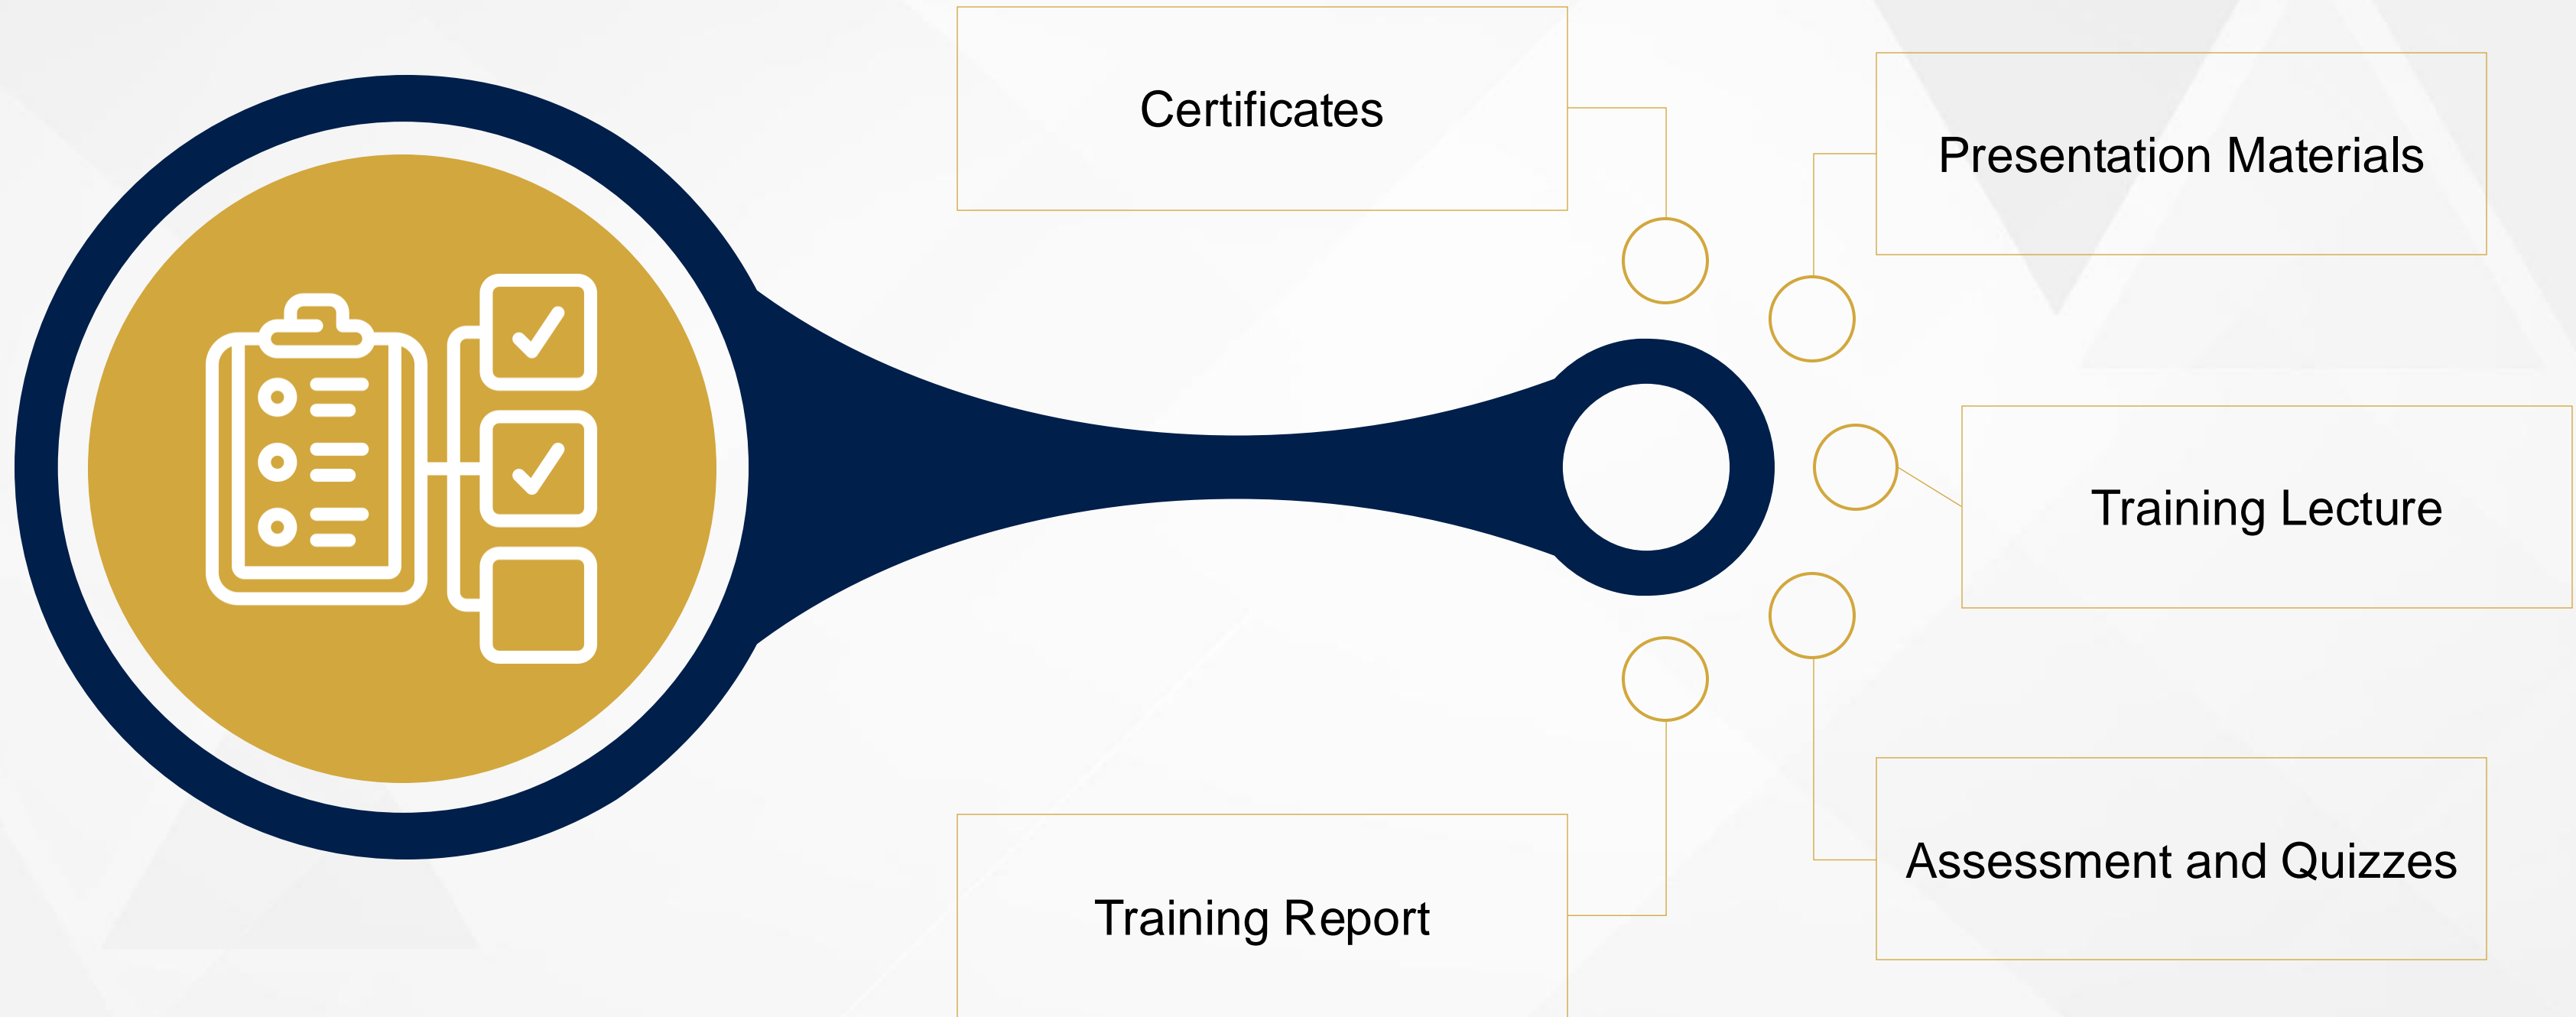 Certificates
Presentation Materials
Training Lecture
Assessment and Quizzes
Training Report